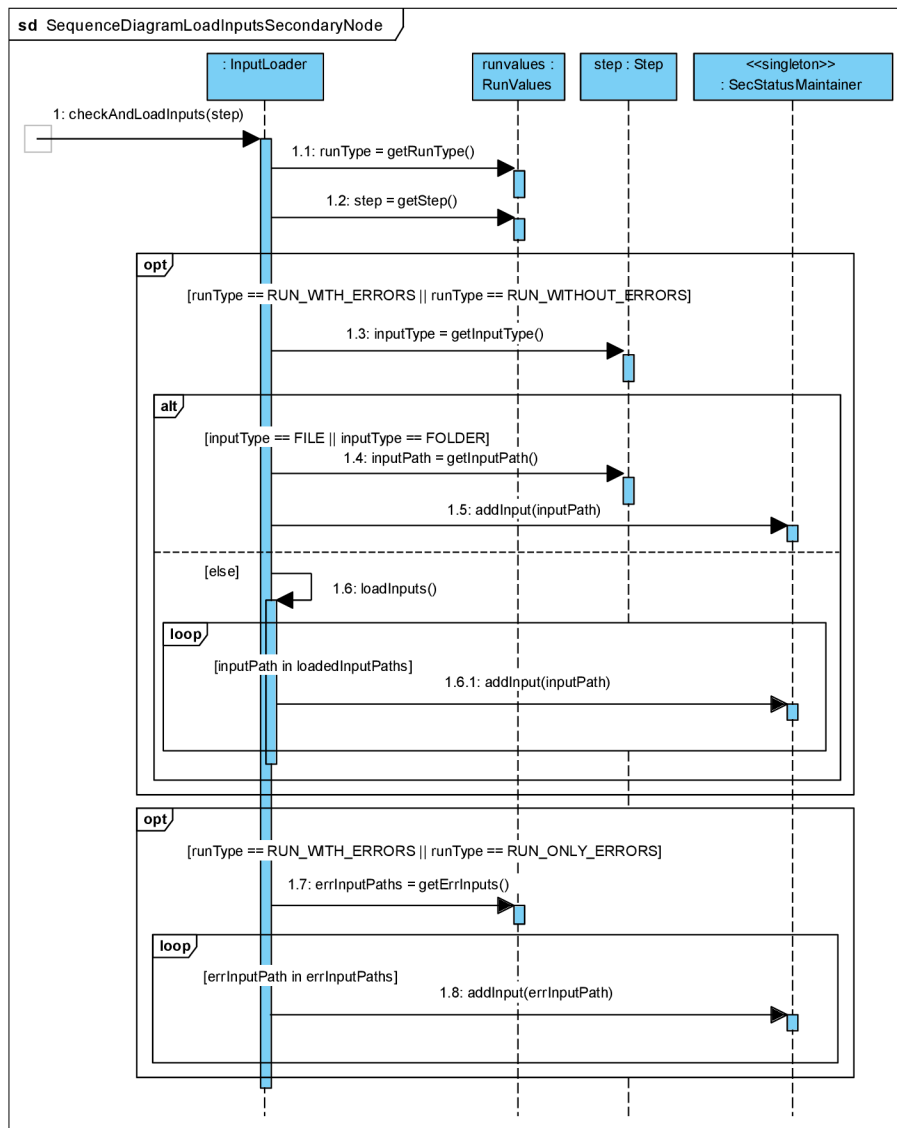 sd SequenceDiagramLoadInputsSecondaryNode
: InputLoader
runvalues :
RunValues
step : Step
<<singleton>>
: SecStatusMaintainer
1: checkAndLoadInputs(step)
1.1: runType = getRunType()
1.2: step = getStep()
opt
[runType == RUN_WITH_ERRORS || runType == RUN_WITHOUT_ERRORS]
1.3: inputType = getInputType()
alt
[inputType == FILE || inputType == FOLDER]
1.4: inputPath = getInputPath()
1.5: addInput(inputPath)
[else]
1.6: loadInputs()
loop
[inputPath in loadedInputPaths]
1.6.1: addInput(inputPath)
opt
[runType == RUN_WITH_ERRORS || runType == RUN_ONLY_ERRORS]
1.7: errInputPaths = getErrInputs()
loop
[errInputPath in errInputPaths]
1.8: addInput(errInputPath)